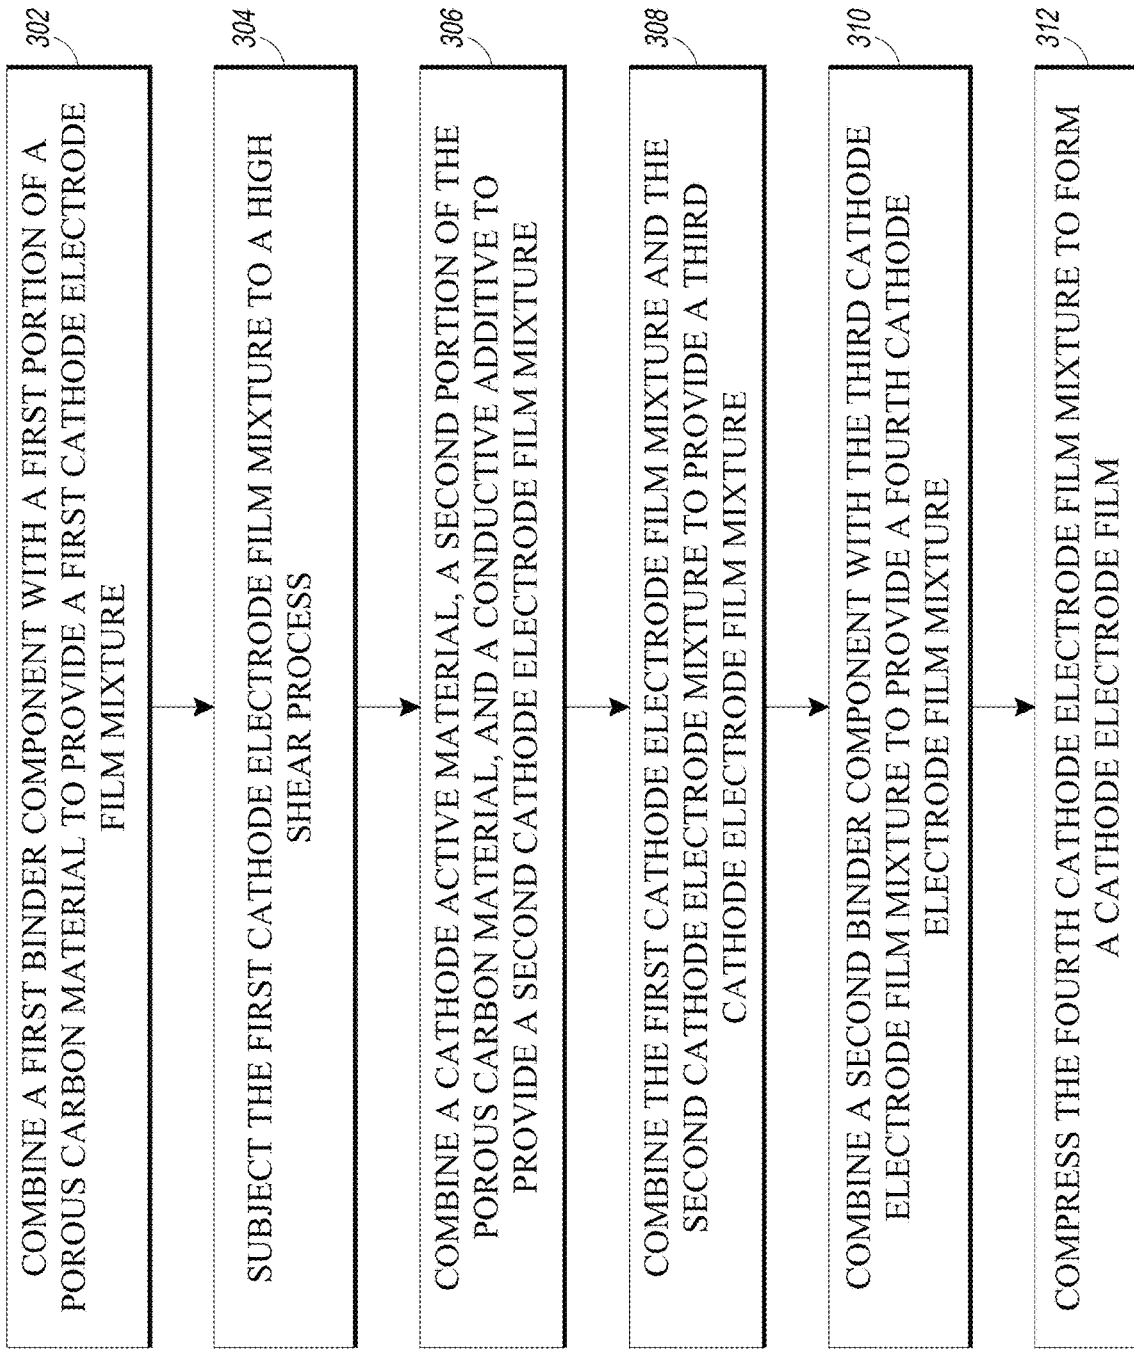 302
COMBINE A FIRST BINDER COMPONENT WITH A FIRST PORTION OF A
POROUS CARBON MATERIAL TO PROVIDE A FIRST CATHODE ELECTRODE
FILM MIXTURE
304
SUBJECT THE FIRST CATHODE ELECTRODE FILM MIXTURE TO A HIGH
SHEAR PROCESS
306
COMBINE A CATHODE ACTIVE MATERIAL, A SECOND PORTION OF THE
POROUS CARBON MATERIAL, AND A CONDUCTIVE ADDITIVE TO
PROVIDE A SECOND CATHODE ELECTRODE FILM MIXTURE
308
COMBINE THE FIRST CATHODE ELECTRODE FILM MIXTURE AND THE
SECOND CATHODE ELECTRODE MIXTURE TO PROVIDE A THIRD
CATHODE ELECTRODE FILM MIXTURE
310
COMBINE A SECOND BINDER COMPONENT WITH THE THIRD CATHODE
ELECTRODE FILM MIXTURE TO PROVIDE A FOURTH CATHODE
ELECTRODE FILM MIXTURE
312
COMPRESS THE FOURTH CATHODE ELECTRODE FILM MIXTURE TO FORM
A CATHODE ELECTRODE FILM